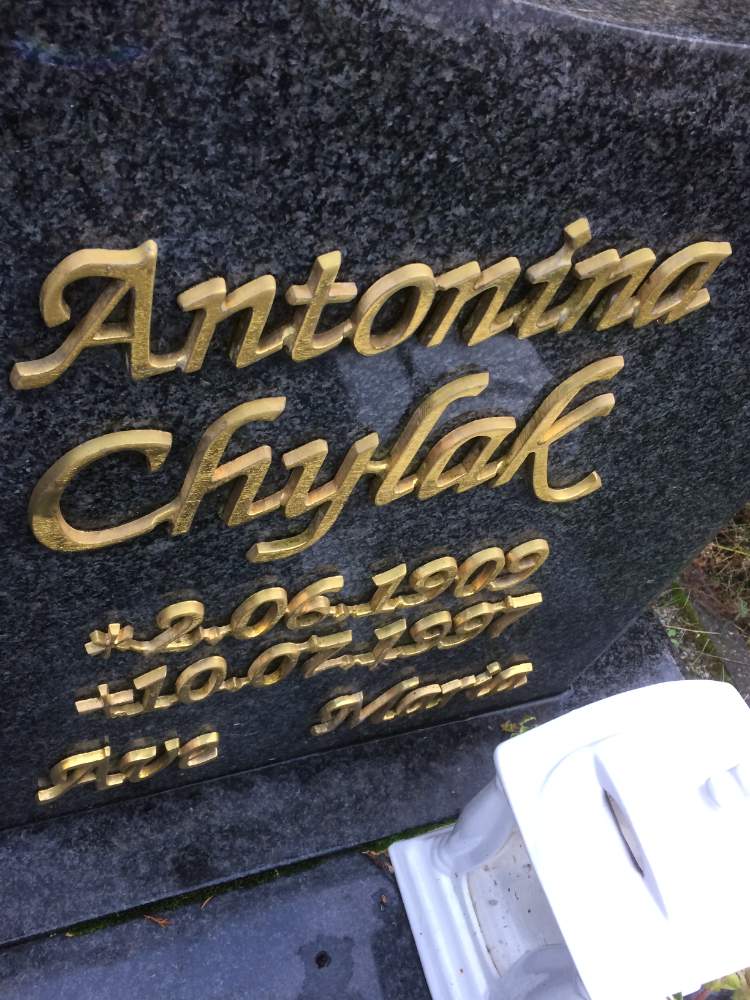 Antonina
Chylak
*2.06.1909
+10.07.1997
Ave Maria